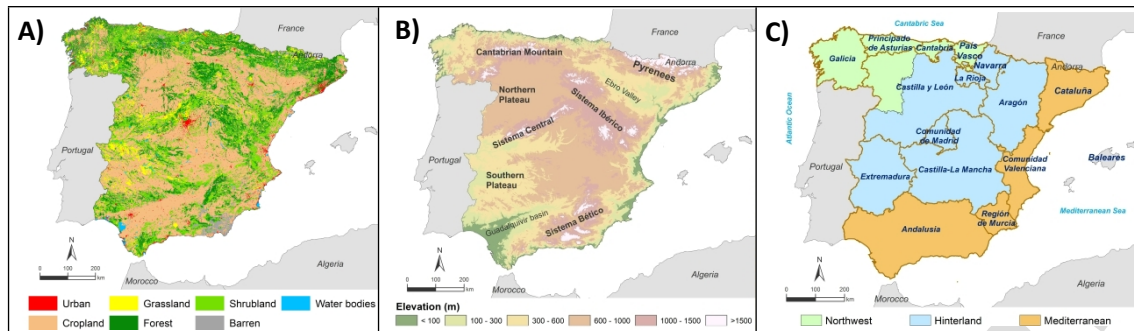 A)
France
Andorra
Portugal
N
0 100 200
km
Morocco
Algeria
Urban
Grassland
Shrubland
Water bodies
Cropland
Forest
Barren
B)
France
Cantabrian Mountain
Andorra
Pyrenees
Ebro Valley
Northern
Plateau
Sistema Ibérico
Sistema Central
Portugal
Southern
Plateau
Guadalquivir basin
Sistema Bético
N
0 100 200
km
Morocco
Algeria
Elevation (m)
< 100
100 - 300
300 - 600
600 - 1000
1000 - 1500
>1500
C)
Cantabric Sea
France
Principado
de Asturias
Cantabria
País
Vasco
Navarra
Andorra
Galicia
La Rioja
Castilla y León
Cataluña
Aragón
Atlantic Ocean
Comunidad
de Madrid
Portugal
Extremadura
Castilla-La Mancha
Comunidad
Valenciana
Baleares
Mediterranean Sea
Región
de Murcia
Andalusia
N
0 100 200
km
Morocco
Algeria
Northwest
Hinterland
Mediterranean